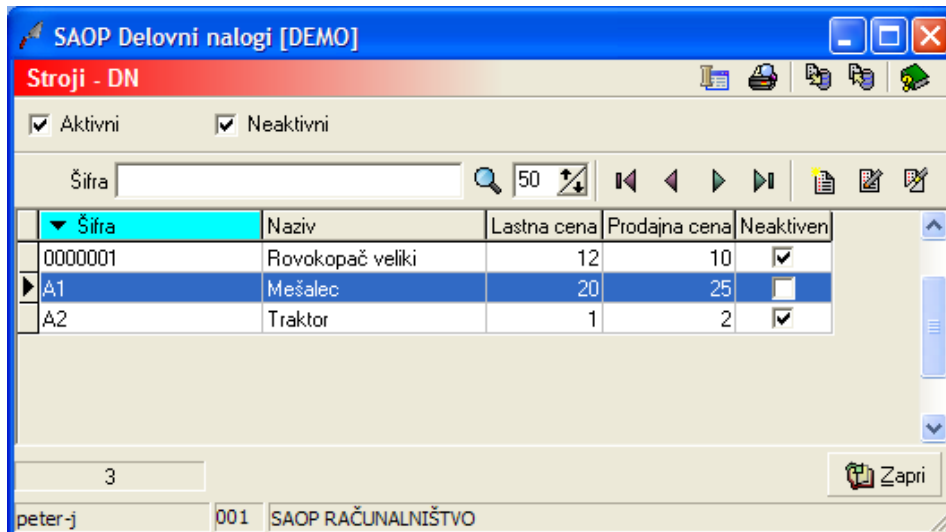 SAOP Delovni nalogi [DEMO]
Stroji - DN
Aktivni Neaktivni
Šifra 50
Šifra Naziv Lastna cena Prodajna cena Neaktiven
0000001 Rovokopač veliki 12 10
A1 Mešalec 20 25
A2 Traktor 1 2
3 Zapri
peter-j 001 SAOP RAČUNALNIŠTVO